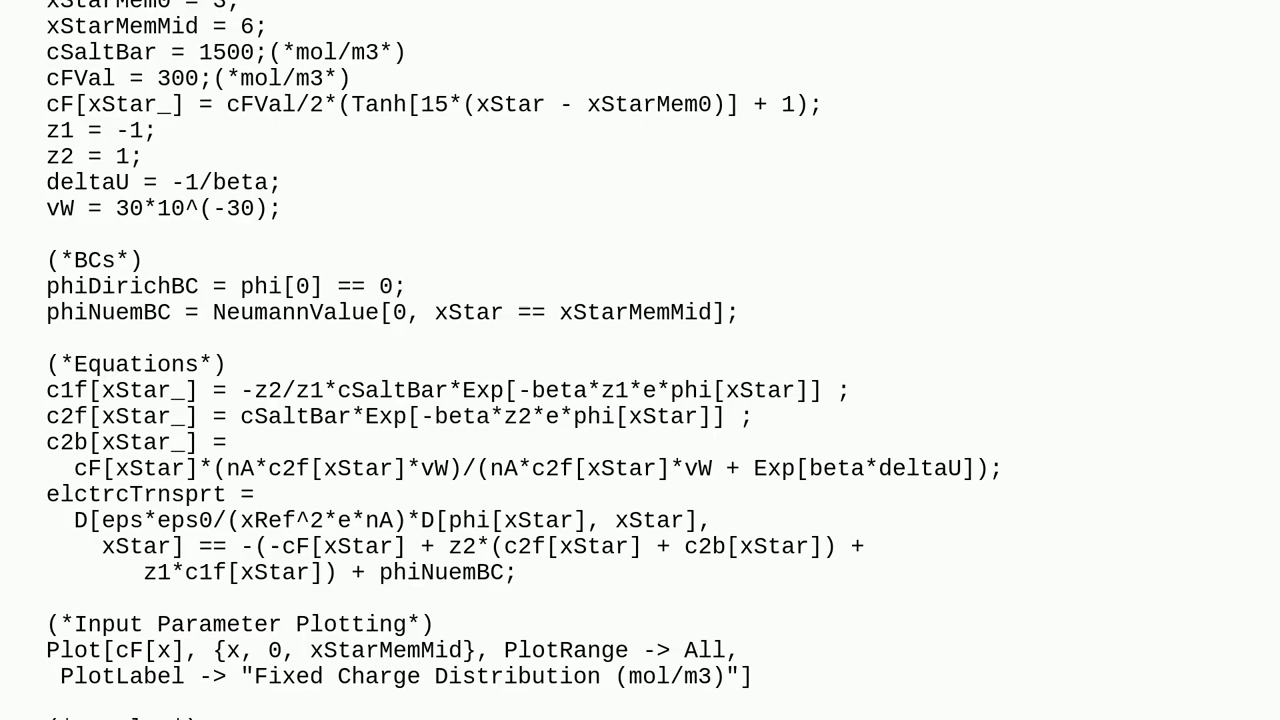 xStarMem0 = 3;
xStarMemMid = 6;
cSaltBar = 1500;(*mol/m3*)
cFVal = 300;(*mol/m3*)
cF[xStar_] = cFVal/2*(Tanh[15*(xStar - xStarMem0)] + 1);
z1 = -1;
z2 = 1;
deltaU = -1/beta;
vW = 30*10^(-30);
(*BCs*)
phiDirichBC = phi[0] == 0;
phiNuemBC = NeumannValue[0, xStar == xStarMemMid];
(*Equations*)
c1f[xStar_] = -z2/z1*cSaltBar*Exp[-beta*z1*e*phi[xStar]] ;
c2f[xStar_] = cSaltBar*Exp[-beta*z2*e*phi[xStar]] ;
c2b[xStar_] =
cF[xStar]*(nA*c2f[xStar]*vW)/(nA*c2f[xStar]*vW + Exp[beta*deltaU]);
elctrcTrnsprt =
D[eps*eps0/(xRef^2*e*nA)*D[phi[xStar], xStar],
xStar] == -(-cF[xStar] + z2*(c2f[xStar] + c2b[xStar]) +
z1*c1f[xStar]) + phiNuemBC;
(*Input Parameter Plotting*)
Plot[cF[x], {x, 0, xStarMemMid}, PlotRange -> All,
PlotLabel -> "Fixed Charge Distribution (mol/m3)"]